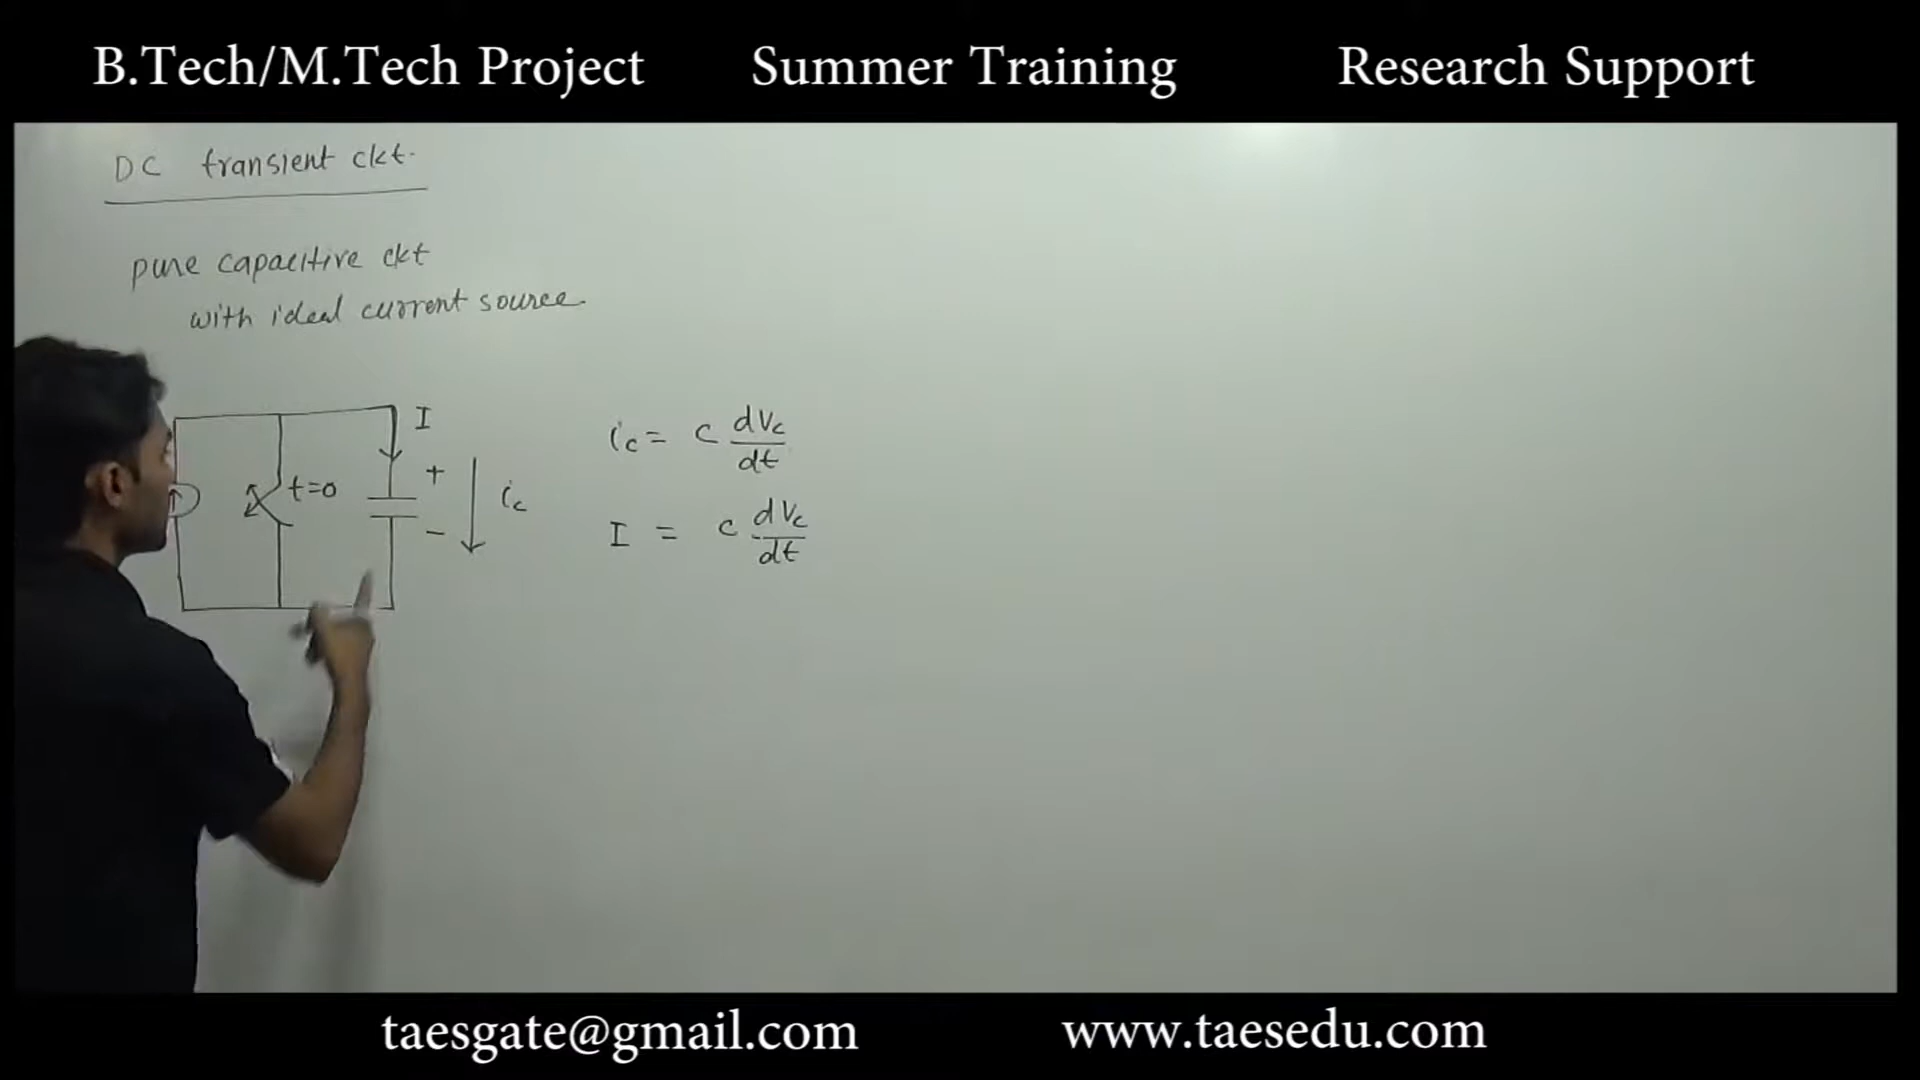 B.Tech/M.Tech Project Summer Training Research Support
DC transient ckt.
pure capacitive ckt
with ideal current source.
I
+
t=0
ic
-
ic = c dVc/dt
I = c dVc/dt
taesgate@gmail.com www.taesedu.com